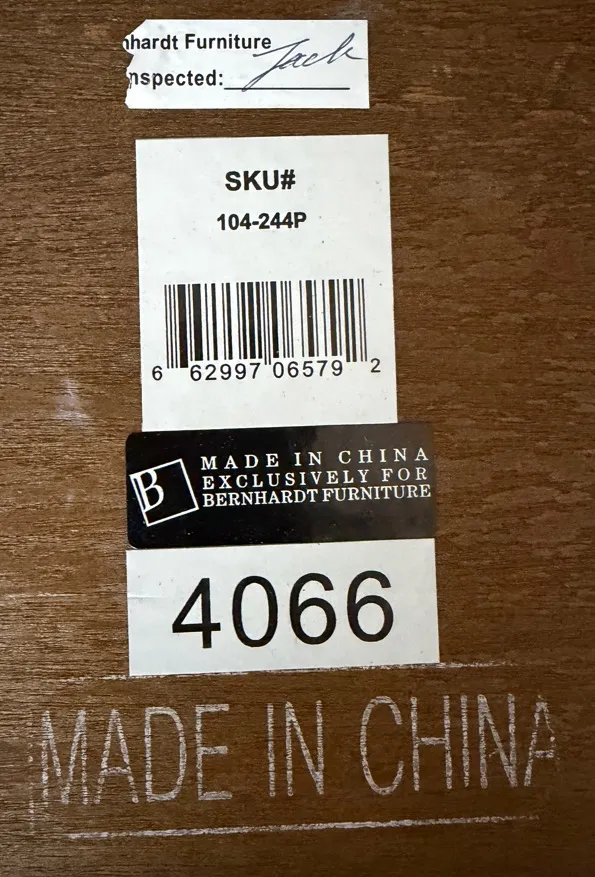 nhardt Furniture
nspected: Jack
SKU#
104-244P
6 62997 06579 2
B
MADE IN CHINA
EXCLUSIVELY FOR
BERNHARDT FURNITURE
4066
MADE IN CHINA